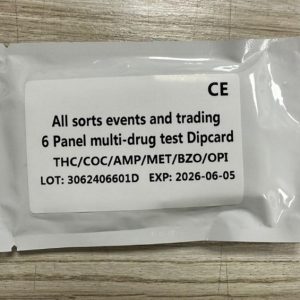 CE
All sorts events and trading
6 Panel multi-drug test Dipcard
THC/COC/AMP/MET/BZO/OPI
LOT: 3062406601D EXP: 2026-06-05